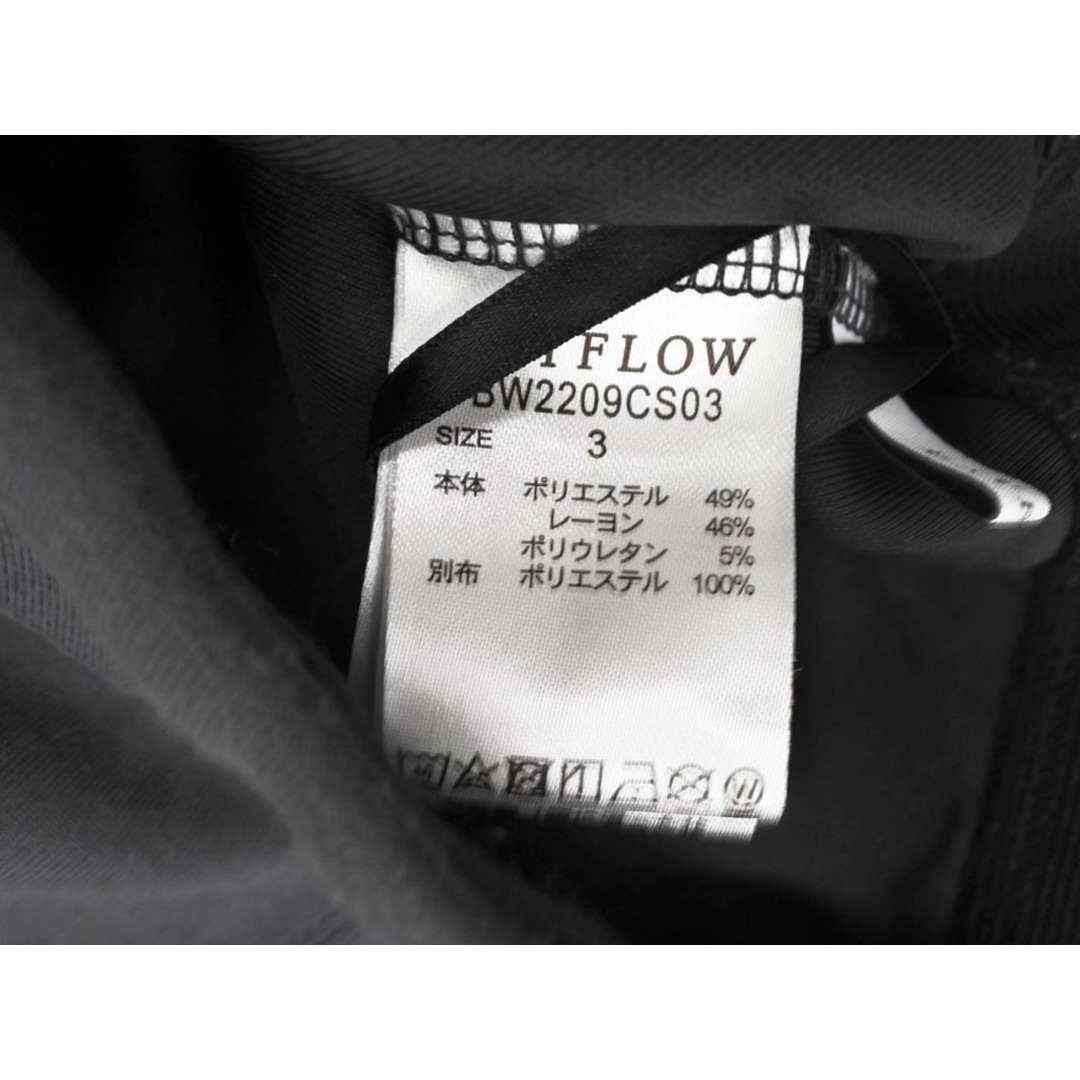 FLOW
BW2209CS03
SIZE 3
本体 ポリエステル 49%
レーヨン 46%
ポリウレタン 5%
別布 ポリエステル 100%